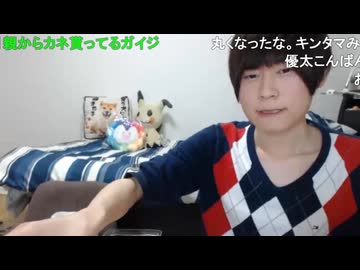 親からカネ貰ってるガイジ
丸くなったな。キンタマみ
優太こんばん
お